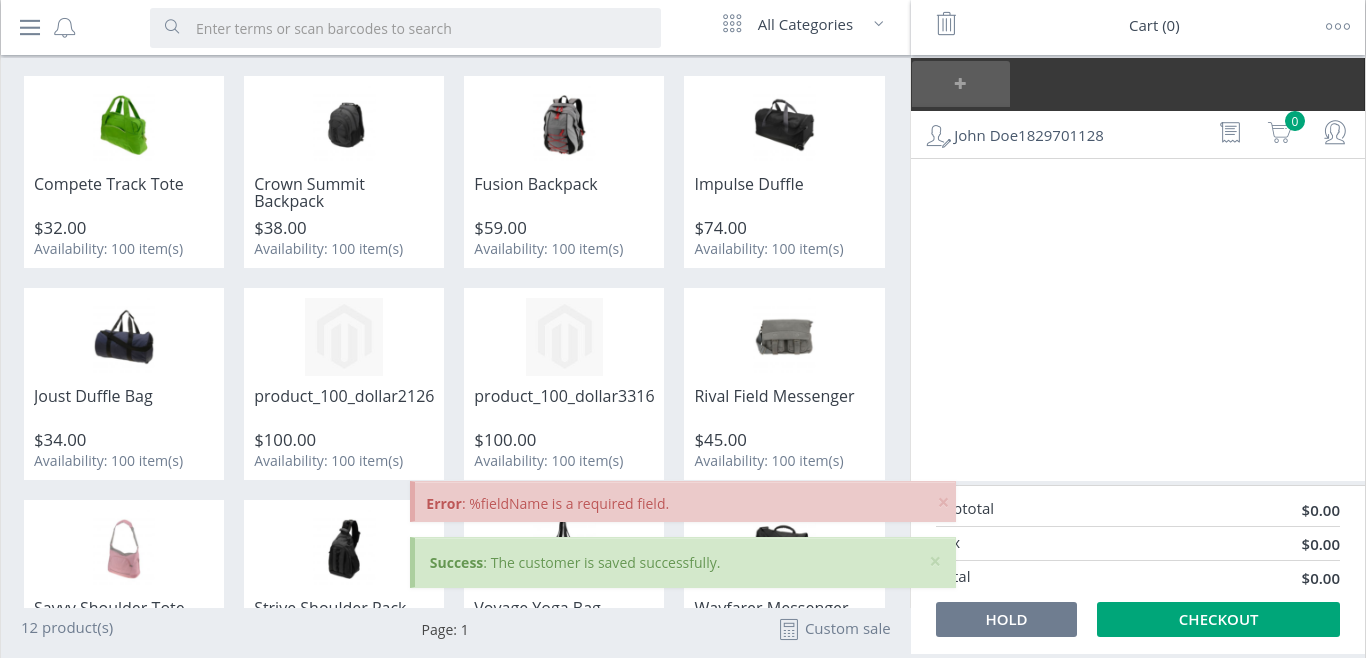 Enter terms or scan barcodes to search
All Categories
Cart (0)
+
John Doe1829701128
0
Compete Track Tote
$32.00
Availability: 100 item(s)
Crown Summit
Backpack
$38.00
Availability: 100 item(s)
Fusion Backpack
$59.00
Availability: 100 item(s)
Impulse Duffle
$74.00
Availability: 100 item(s)
Joust Duffle Bag
$34.00
Availability: 100 item(s)
product_100_dollar2126
$100.00
Availability: 100 item(s)
product_100_dollar3316
$100.00
Availability: 100 item(s)
Rival Field Messenger
$45.00
Availability: 100 item(s)
Error: %fieldName is a required field. ×
Success: The customer is saved successfully. ×
Savvy Shoulder Tote
Strive Shoulder Pack
Voyage Yoga Bag
Wayfarer Messenger
12 product(s)
Page: 1
Custom sale
ptotal $0.00
x $0.00
tal $0.00
HOLD
CHECKOUT